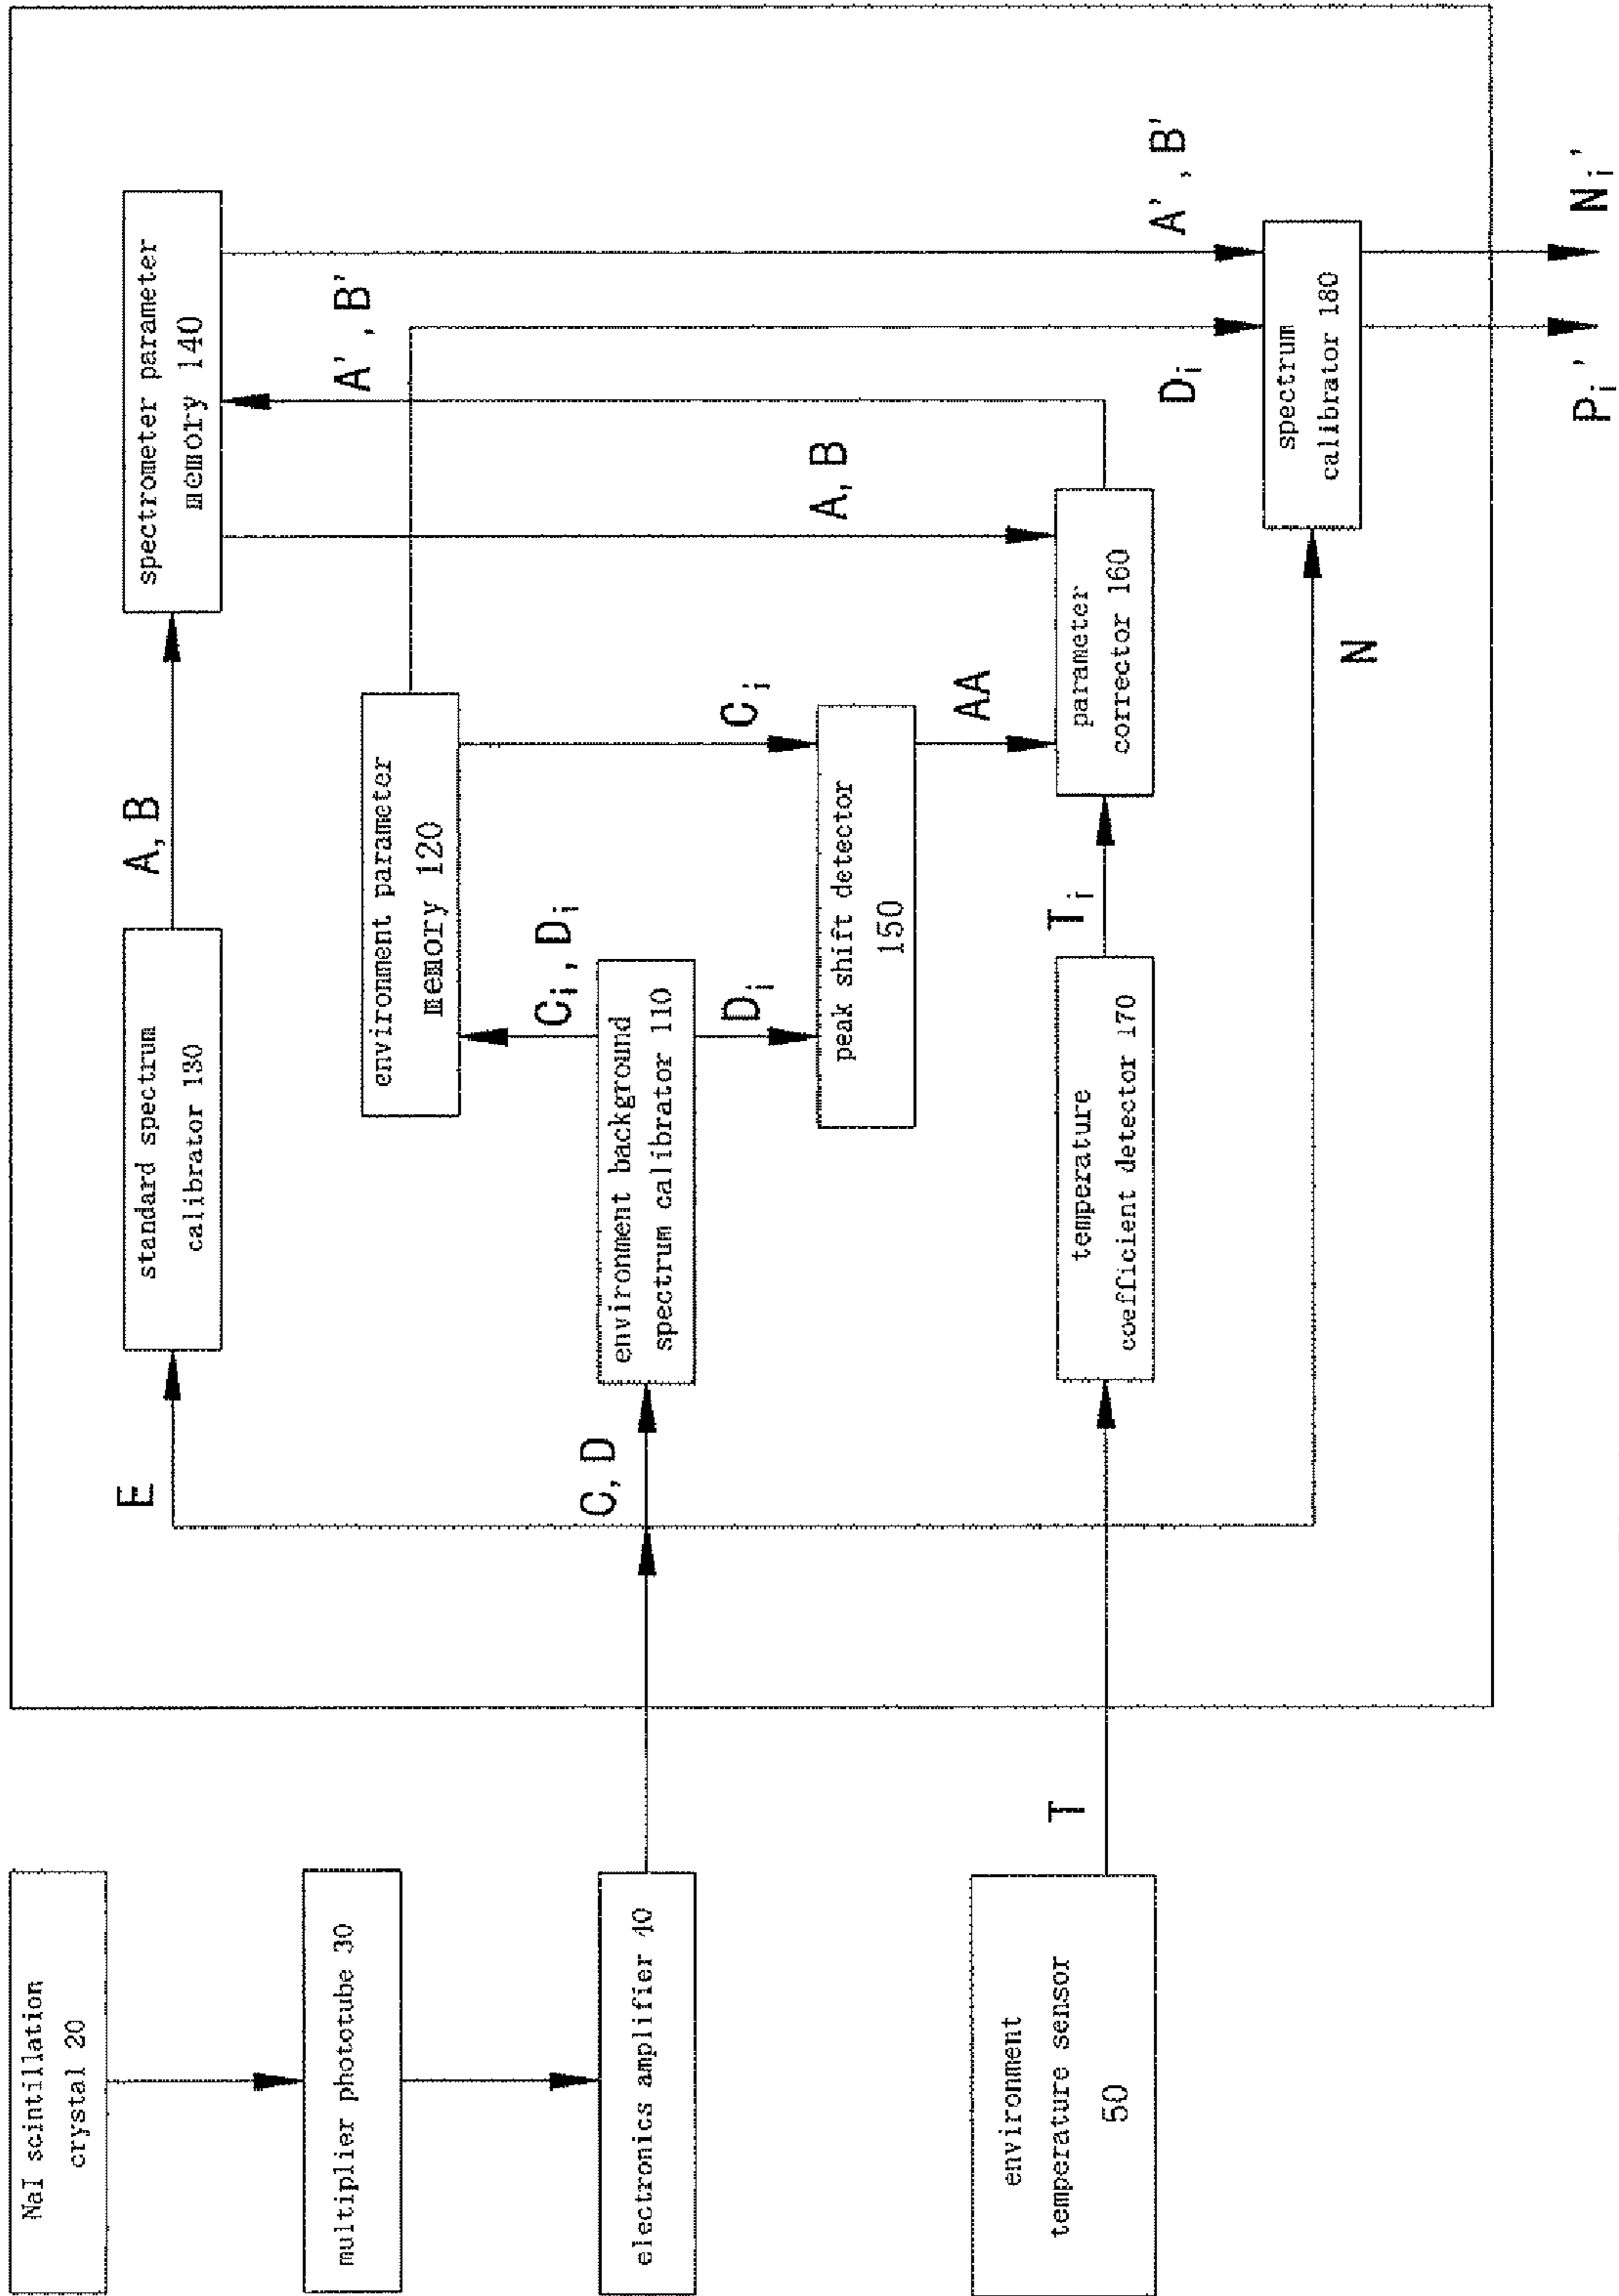 NaI scintillation
crystal 20
multiplier phototube 30
electronics amplifier 40
environment
temperature sensor
50
T
E
C, D
standard spectrum
calibrator 130
A, B
spectrometer parameter
memory 140
environment background
spectrum calibrator 110
Ci, Di
Di
environment parameter
memory 120
Ci
peak shift detector
150
AA
temperature
coefficient detector 170
Ti
parameter
corrector 160
A, B
A', B'
A', B'
Di
N
spectrum
calibrator 180
Pi'
Ni'